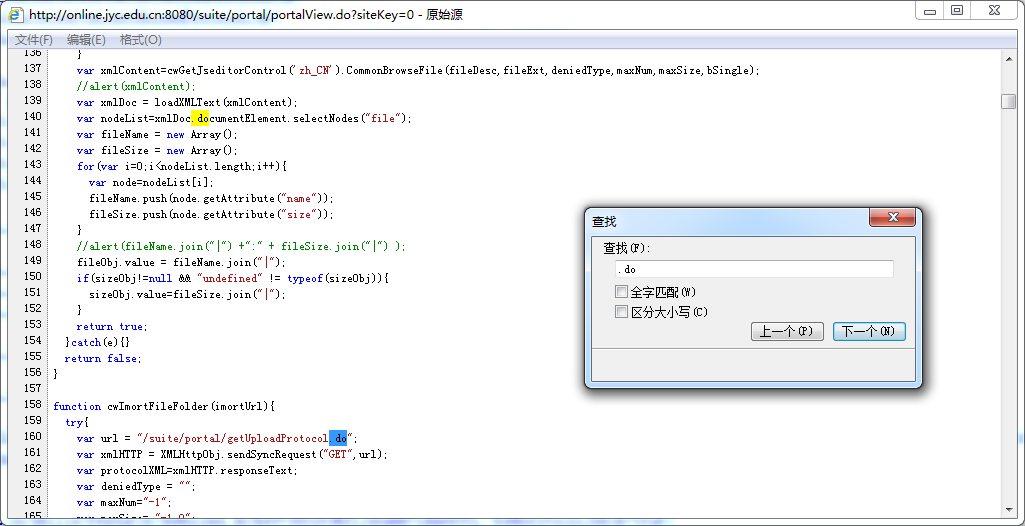 http://online.jyc.edu.cn:8080/suite/portal/portalView.do?siteKey=0 - 原始源
文件(F) 编辑(E) 格式(O)
136 }
137 var xmlContent=cwGetJseditorControl('zh_CN').CommonBrowseFile(fileDesc,fileExt,deniedType,maxNum,maxSize,bSingle);
138 //alert(xmlContent);
139 var xmlDoc = loadXMLText(xmlContent);
140 var nodeList=xmlDoc.documentElement.selectNodes("file");
141 var fileName = new Array();
142 var fileSize = new Array();
143 for(var i=0;i<nodeList.length;i++){
144 var node=nodeList[i];
145 fileName.push(node.getAttribute("name"));
146 fileSize.push(node.getAttribute("size"));
147 }
148 //alert(fileName.join("|") +":" + fileSize.join("|") );
149 fileObj.value = fileName.join("|");
150 if(sizeObj!=null && "undefined" != typeof(sizeObj)){
151 sizeObj.value=fileSize.join("|");
152 }
153 return true;
154 }catch(e){}
155 return false;
156 }
157
158 function cwImortFileFolder(imortUrl){
159 try{
160 var url = "/suite/portal/getUploadProtocol.do";
161 var xmlHTTP = XMLHttpObj.sendSyncRequest("GET",url);
162 var protocolXML=xmlHTTP.responseText;
163 var deniedType = "";
164 var maxNum="-1";
165 var maxSize= "-1.0";
查找
查找(F):
.do
全字匹配(W)
区分大小写(C)
上一个(P) 下一个(N)